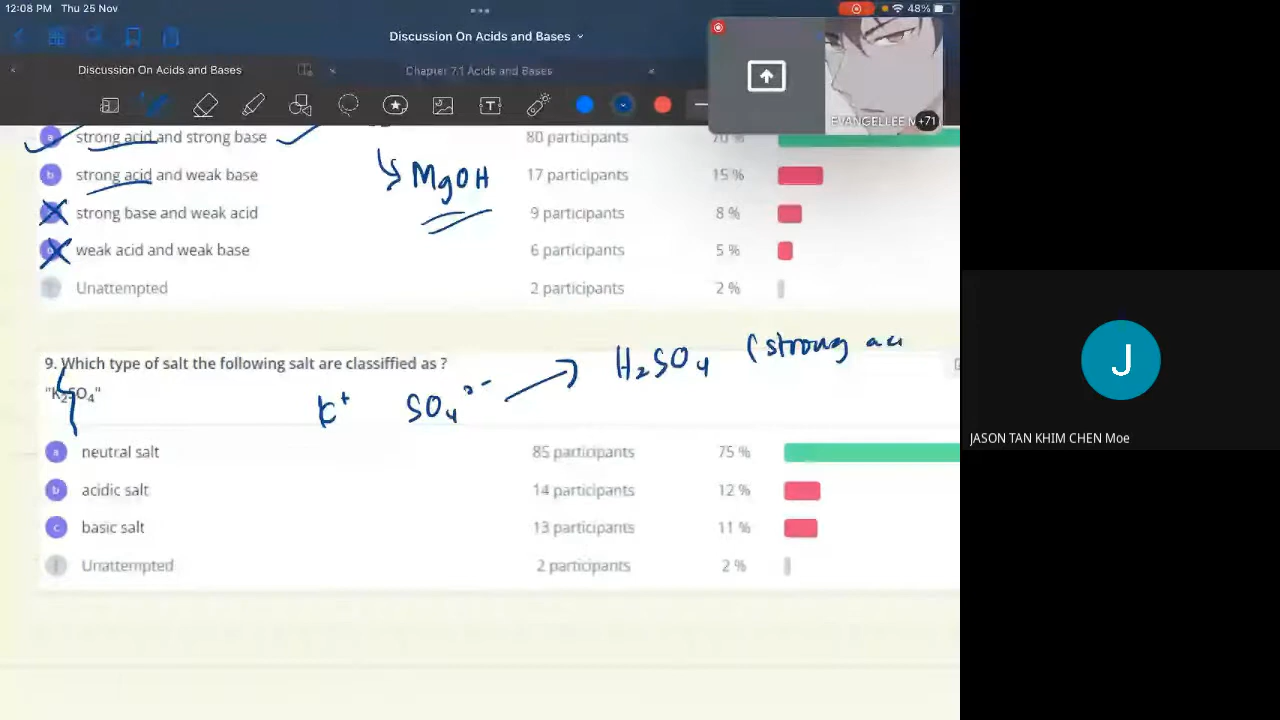 12:08 PM Thu 25 Nov
48%
Discussion On Acids and Bases
Discussion On Acids and Bases
Chapter 7.1 Acids and Bases
EVANGELLEE M +71
a strong acid and strong base 80 participants 70 %
b strong acid and weak base 17 participants 15 %
MgOH
strong base and weak acid 9 participants 8 %
weak acid and weak base 6 participants 5 %
Unattempted 2 participants 2 %
9. Which type of salt the following salt are classiffied as ?
"K₂SO₄"
K⁺ SO₄²⁻ → H₂SO₄ (strong aci
a neutral salt 85 participants 75 %
b acidic salt 14 participants 12 %
c basic salt 13 participants 11 %
Unattempted 2 participants 2 %
J
JASON TAN KHIM CHEN Moe